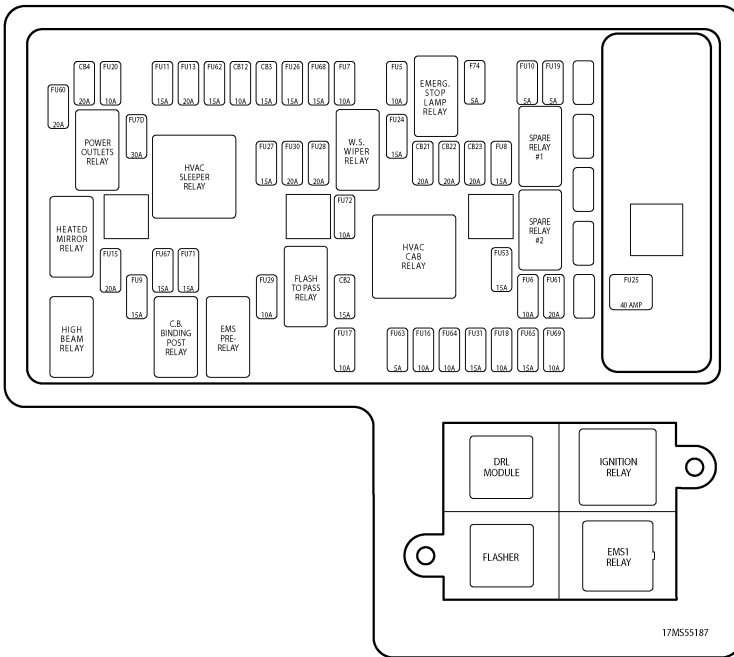 CB4
20A
FU20
10A
FU11
15A
FU13
20A
FU62
15A
CB12
10A
CB3
15A
FU26
15A
FU68
15A
FU7
10A
FU5
10A
EMERG.
STOP
LAMP
RELAY
F74
5A
FU10
5A
FU19
5A
FU60
20A
POWER
OUTLETS
RELAY
FU7D
30A
HVAC
SLEEPER
RELAY
FU27
15A
FU30
20A
FU28
20A
W.S.
WIPER
RELAY
FU24
15A
CB21
20A
CB22
20A
CB23
20A
FU8
15A
SPARE
RELAY
#1
HEATED
MIRROR
RELAY
FU72
10A
HVAC
CAB
RELAY
SPARE
RELAY
#2
FU15
20A
FU9
15A
FU67
15A
FU71
15A
FU29
10A
FLASH
TO PASS
RELAY
CB2
15A
FU53
15A
FU6
10A
FU61
20A
FU25
40 AMP
HIGH
BEAM
RELAY
C.B.
BINDING
POST
RELAY
EMS
PRE-
RELAY
FU17
10A
FU63
5A
FU16
10A
FU64
10A
FU31
15A
FU18
10A
FU65
15A
FU69
10A
DRL
MODULE
IGNITION
RELAY
FLASHER
EMS1
RELAY
17MS55187